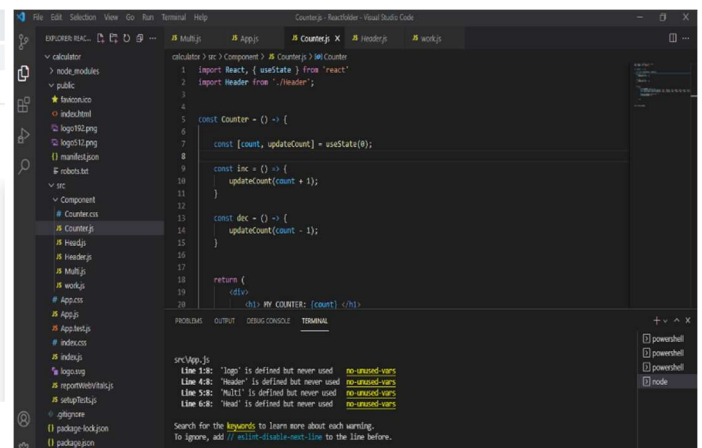 File Edit Selection View Go Run Terminal Help
Counter.js - Reactfolder - Visual Studio Code
EXPLORER: REAC...
calculator
node_modules
public
favicon.ico
index.html
logo192.png
logo512.png
manifest.json
robots.txt
src
Component
Counter.css
Counter.js
Head.js
Header.js
Multi.js
work.js
App.css
App.js
App.test.js
index.css
index.js
logo.svg
reportWebVitals.js
setupTests.js
.gitignore
package-lock.json
package.json
Multi.js App.js Counter.js X Header.js work.js
calculator > src > Component > JS Counter.js > Counter
1 import React, { useState } from 'react'
2 import Header from './Header';
3
4
5 const Counter = () => {
6
7 const [count, updateCount] = useState(0);
8
9 const inc = () => {
10 updateCount(count + 1);
11 }
12
13 const dec = () => {
14 updateCount(count - 1);
15 }
16
17
18 return (
19 <div>
20 <h1> MY COUNTER: {count} </h1>
PROBLEMS OUTPUT DEBUG CONSOLE TERMINAL
src\App.js
Line 1:8: 'logo' is defined but never used no-unused-vars
Line 4:8: 'Header' is defined but never used no-unused-vars
Line 5:8: 'Multi' is defined but never used no-unused-vars
Line 6:8: 'Head' is defined but never used no-unused-vars
Search for the keywords to learn more about each warning.
To ignore, add // eslint-disable-next-line to the line before.
powershell
powershell
powershell
node